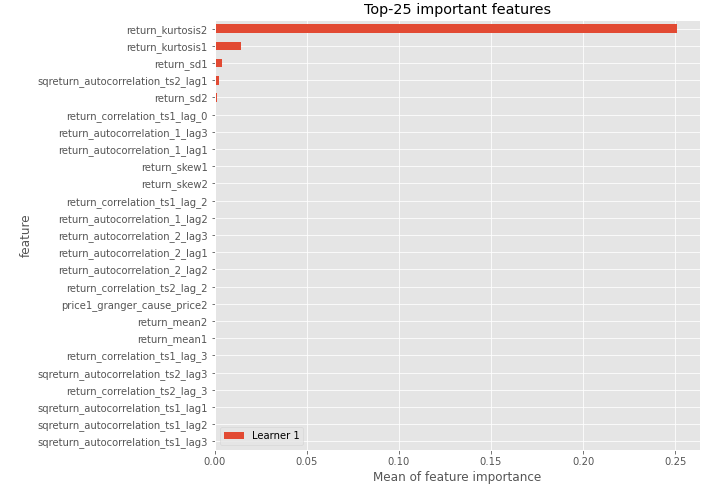 Top-25 important features
return_kurtosis2
return_kurtosis1
return_sd1
sqreturn_autocorrelation_ts2_lag1
return_sd2
return_correlation_ts1_lag_0
return_autocorrelation_1_lag3
return_autocorrelation_1_lag1
return_skew1
return_skew2
return_correlation_ts1_lag_2
return_autocorrelation_1_lag2
return_autocorrelation_2_lag3
return_autocorrelation_2_lag1
return_autocorrelation_2_lag2
return_correlation_ts2_lag_2
price1_granger_cause_price2
return_mean2
return_mean1
return_correlation_ts1_lag_3
sqreturn_autocorrelation_ts2_lag3
return_correlation_ts2_lag_3
sqreturn_autocorrelation_ts1_lag1
sqreturn_autocorrelation_ts1_lag2
sqreturn_autocorrelation_ts1_lag3
feature
Learner 1
0.00 0.05 0.10 0.15 0.20 0.25
Mean of feature importance